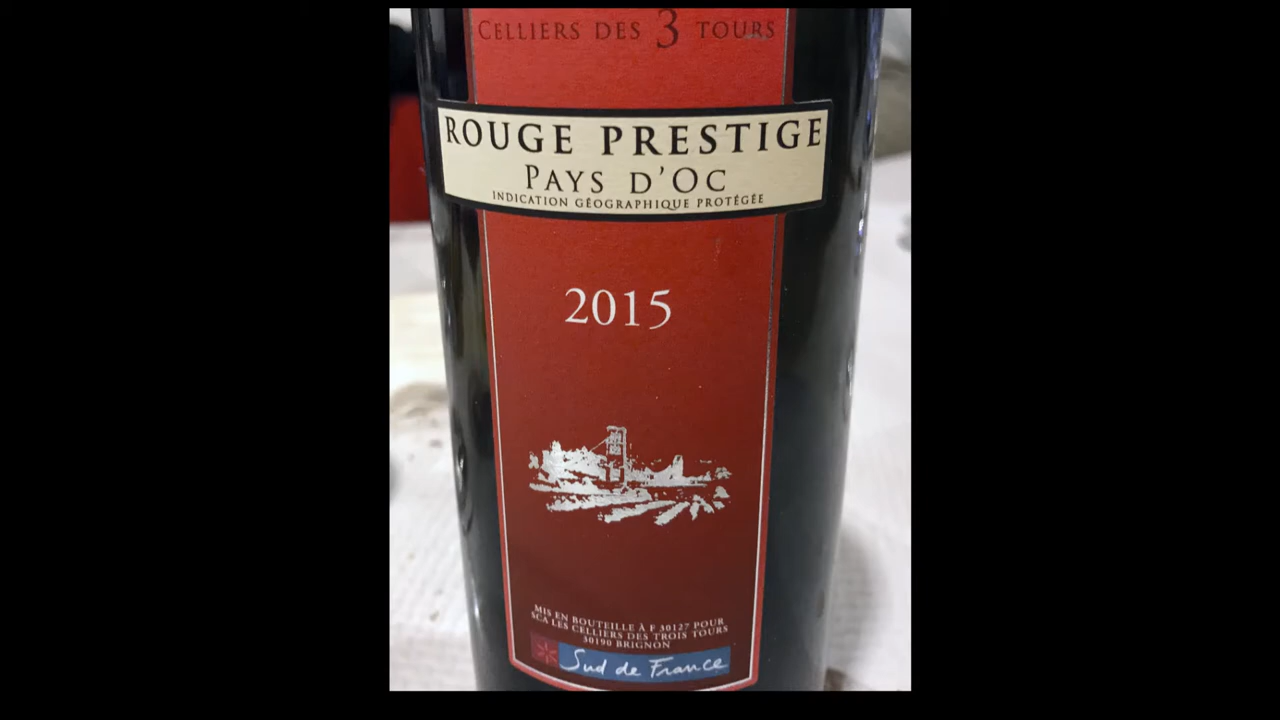 CELLIERS DES 3 TOURS
ROUGE PRESTIGE
PAYS D'OC
INDICATION GÉOGRAPHIQUE PROTÉGÉE
2015
MIS EN BOUTEILLE À F 30127 POUR
SCA LES CELLIERS DES TROIS TOURS
30190 BRIGNON
Sud de France